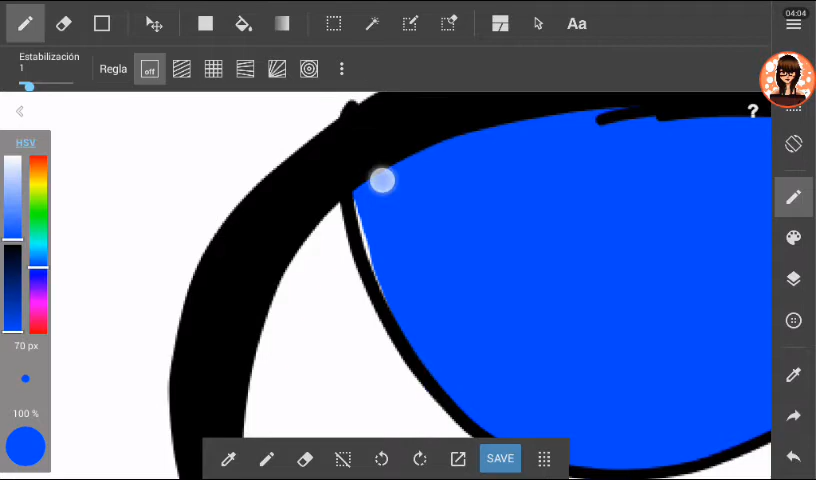 04:04
Aa
Estabilización
1
Regla
off
?
HSV
70 px
100 %
SAVE